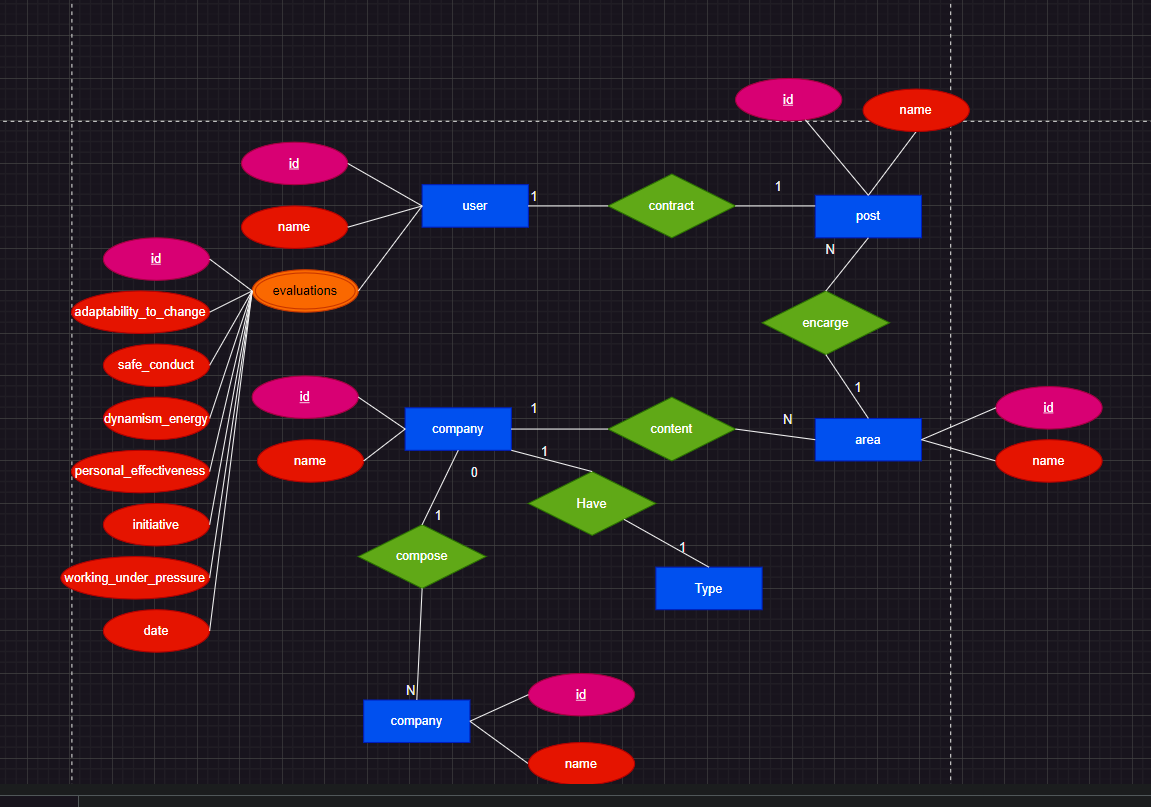 id
name
id
user
1
contract
1
post
name
N
id
evaluations
adaptability_to_change
encarge
safe_conduct
1
id
dynamism_energy
company
1
content
N
area
id
name
name
personal_effectiveness
0
1
Have
initiative
1
compose
1
working_under_pressure
Type
date
N
company
id
name